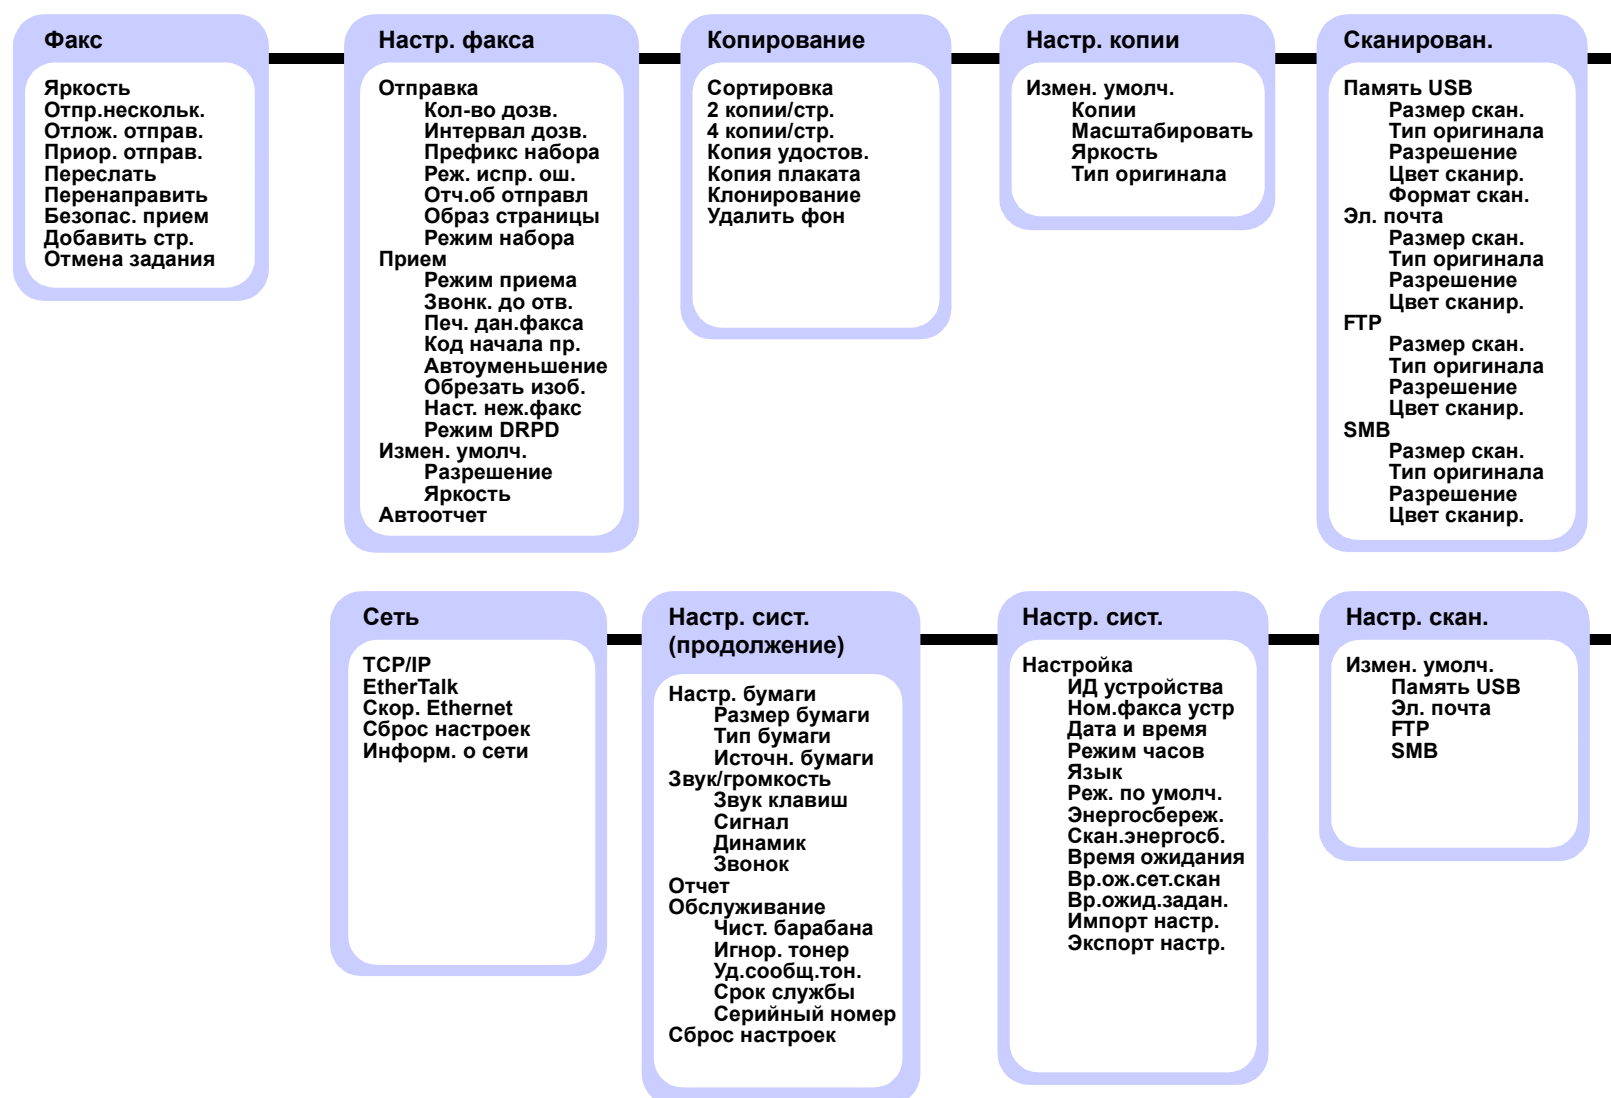 Факс
Яркость
Отпр.нескольк.
Отлож. отправ.
Приор. отправ.
Переслать
Перенаправить
Безопас. прием
Добавить стр.
Отмена задания
Настр. факса
Отправка
Кол-во дозв.
Интервал дозв.
Префикс набора
Реж. испр. ош.
Отч.об отправл
Образ страницы
Режим набора
Прием
Режим приема
Звонк. до отв.
Печ. дан.факса
Код начала пр.
Автоуменьшение
Обрезать изоб.
Наст. неж.факс
Режим DRPD
Измен. умолч.
Разрешение
Яркость
Автоотчет
Копирование
Сортировка
2 копии/стр.
4 копии/стр.
Копия удостов.
Копия плаката
Клонирование
Удалить фон
Настр. копии
Измен. умолч.
Копии
Масштабировать
Яркость
Тип оригинала
Сканирован.
Память USB
Размер скан.
Тип оригинала
Разрешение
Цвет сканир.
Формат скан.
Эл. почта
Размер скан.
Тип оригинала
Разрешение
Цвет сканир.
FTP
Размер скан.
Тип оригинала
Разрешение
Цвет сканир.
SMB
Размер скан.
Тип оригинала
Разрешение
Цвет сканир.
Сеть
TCP/IP
EtherTalk
Скор. Ethernet
Сброс настроек
Информ. о сети
Настр. сист.
(продолжение)
Настр. бумаги
Размер бумаги
Тип бумаги
Источн. бумаги
Звук/громкость
Звук клавиш
Сигнал
Динамик
Звонок
Отчет
Обслуживание
Чист. барабана
Игнор. тонер
Уд.сообщ.тон.
Срок службы
Серийный номер
Сброс настроек
Настр. сист.
Настройка
ИД устройства
Ном.факса устр
Дата и время
Режим часов
Язык
Реж. по умолч.
Энергосбереж.
Скан.энергосб.
Время ожидания
Вр.ож.сет.скан
Вр.ожид.задан.
Импорт настр.
Экспорт настр.
Настр. скан.
Измен. умолч.
Память USB
Эл. почта
FTP
SMB